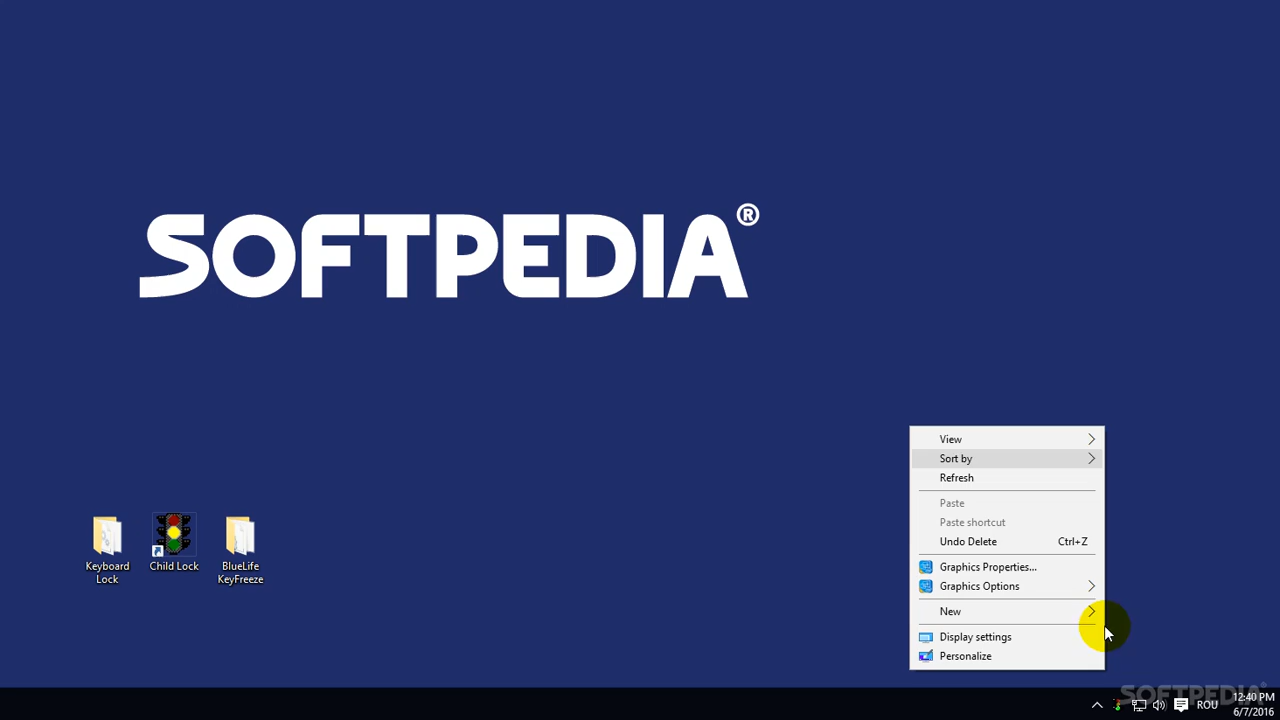 SOFTPEDIA®
View
Sort by
Refresh
Paste
Paste shortcut
Undo Delete Ctrl+Z
Graphics Properties...
Graphics Options
New
Display settings
Personalize
Keyboard
Lock
Child Lock
BlueLife
KeyFreeze
SOFTPEDIA®
ROU
12:40 PM
6/7/2016